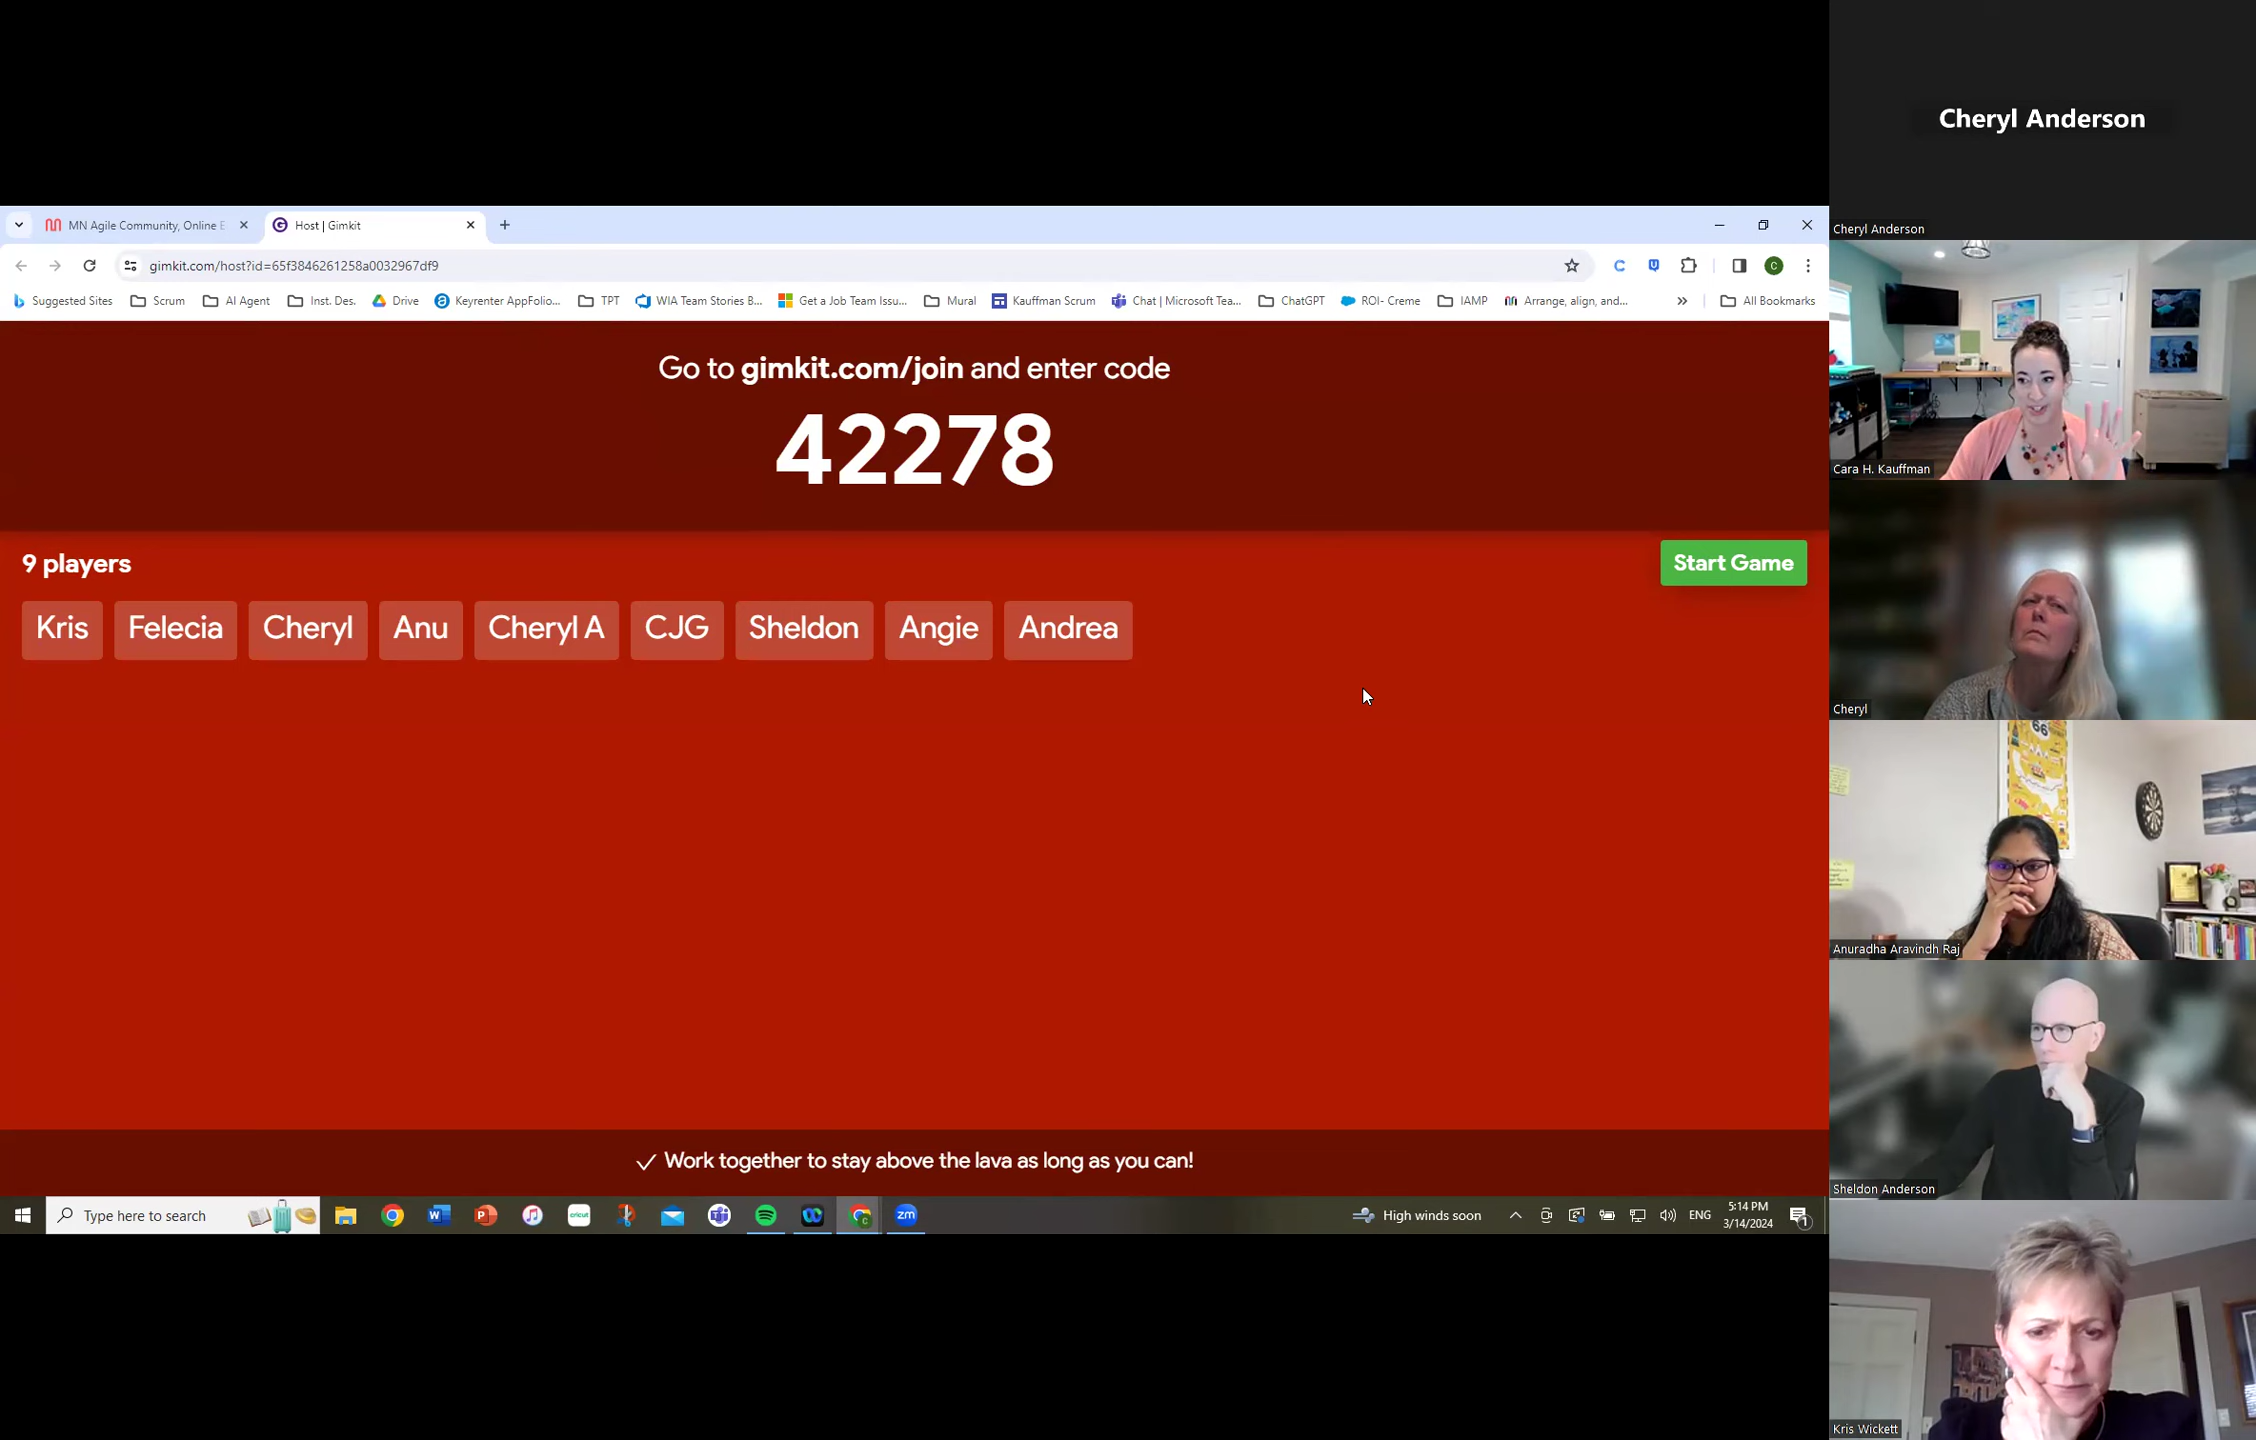 MN Agile Community, Online E
Host | Gimkit
gimkit.com/host?id=65f3846261258a0032967df9
C
Suggested Sites
Scrum
AI Agent
Inst. Des.
Drive
Keyrenter AppFolio...
TPT
WIA Team Stories B...
Get a Job Team Issu...
Mural
Kauffman Scrum
Chat | Microsoft Tea...
ChatGPT
ROI- Creme
IAMP
Arrange, align, and...
»
All Bookmarks
Go to gimkit.com/join and enter code
42278
9 players
Start Game
Kris
Felecia
Cheryl
Anu
Cheryl A
CJG
Sheldon
Angie
Andrea
✓ Work together to stay above the lava as long as you can!
Type here to search
cricut
zm
High winds soon
ENG
5:14 PM
3/14/2024
1
Cheryl Anderson
Cheryl Anderson
Cara H. Kauffman
Cheryl
66
Anuradha Aravindh Raj
Sheldon Anderson
Kris Wickett